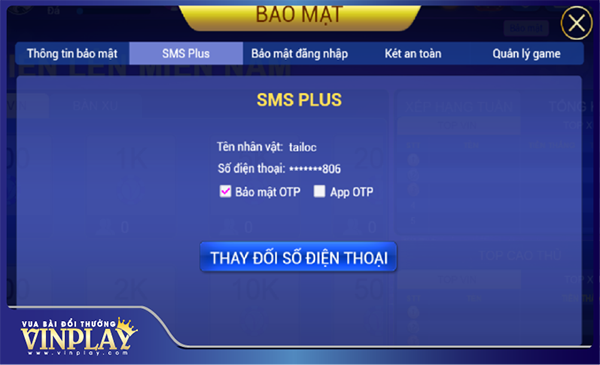 BẢO MẬT
Thông tin bảo mật
SMS Plus
Bảo mật đăng nhập
Két an toàn
Quản lý game
SMS PLUS
Tên nhân vật: tailoc
Số điện thoại: •••••••806
Bảo mật OTP
App OTP
THAY ĐỔI SỐ ĐIỆN THOẠI
VUA BÀI ĐỔI THƯỞNG
VINPLAY
www.vinplay.com